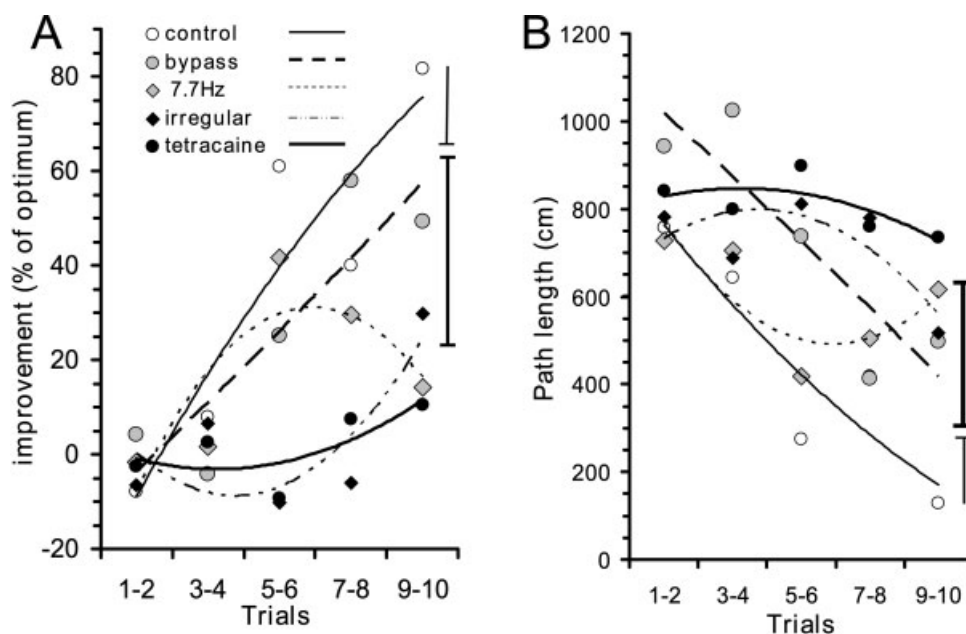 A
control
bypass
7.7Hz
irregular
tetracaine
improvement (% of optimum)
80
60
40
20
0
-20
1-2 3-4 5-6 7-8 9-10
Trials
B
Path length (cm)
1200
1000
800
600
400
200
0
1-2 3-4 5-6 7-8 9-10
Trials